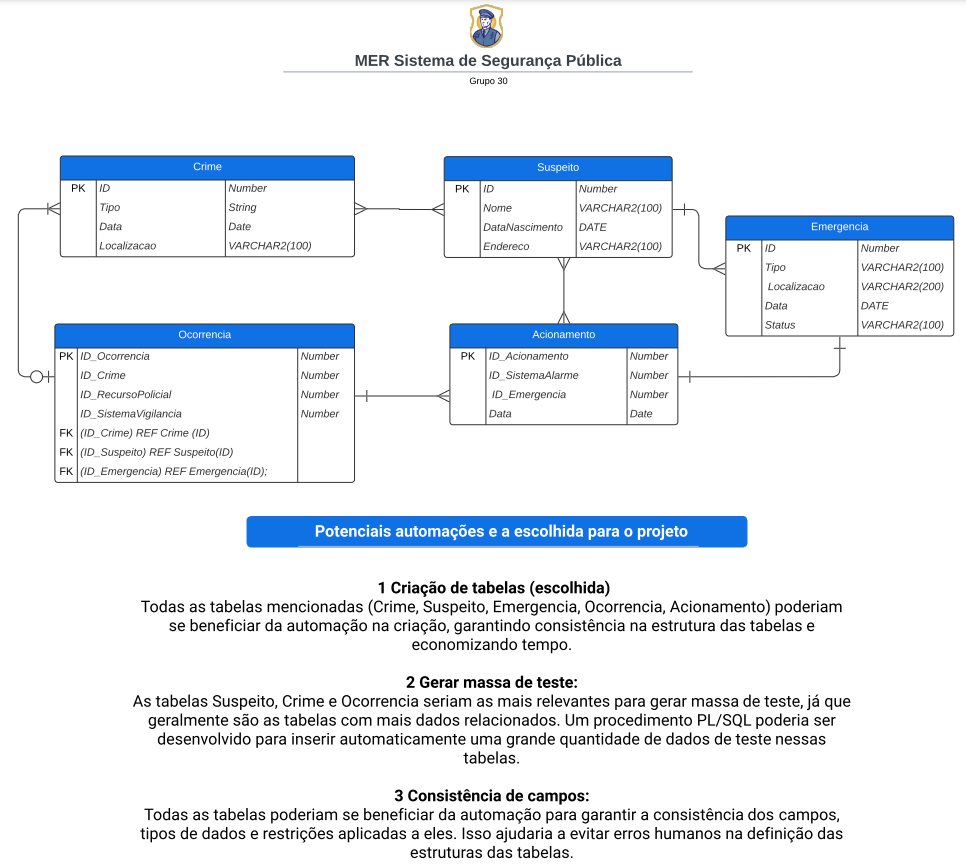 MER Sistema de Segurança Pública
Grupo 30
Crime
PK ID Number
Tipo String
Data Date
Localizacao VARCHAR2(100)
Suspeito
PK ID Number
Nome VARCHAR2(100)
DataNascimento DATE
Endereco VARCHAR2(100)
Emergencia
PK ID Number
Tipo VARCHAR2(100)
Localizacao VARCHAR2(200)
Data DATE
Status VARCHAR2(100)
Ocorrencia
PK ID_Ocorrencia Number
ID_Crime Number
ID_RecursoPolicial Number
ID_SistemaVigilancia Number
FK (ID_Crime) REF Crime (ID)
FK (ID_Suspeito) REF Suspeito(ID)
FK (ID_Emergencia) REF Emergencia(ID);
Acionamento
PK ID_Acionamento Number
ID_SistemaAlarme Number
ID_Emergencia Number
Data Date
Potenciais automações e a escolhida para o projeto
1 Criação de tabelas (escolhida)
Todas as tabelas mencionadas (Crime, Suspeito, Emergencia, Ocorrencia, Acionamento) poderiam
se beneficiar da automação na criação, garantindo consistência na estrutura das tabelas e
economizando tempo.
2 Gerar massa de teste:
As tabelas Suspeito, Crime e Ocorrencia seriam as mais relevantes para gerar massa de teste, já que
geralmente são as tabelas com mais dados relacionados. Um procedimento PL/SQL poderia ser
desenvolvido para inserir automaticamente uma grande quantidade de dados de teste nessas
tabelas.
3 Consistência de campos:
Todas as tabelas poderiam se beneficiar da automação para garantir a consistência dos campos,
tipos de dados e restrições aplicadas a eles. Isso ajudaria a evitar erros humanos na definição das
estruturas das tabelas.